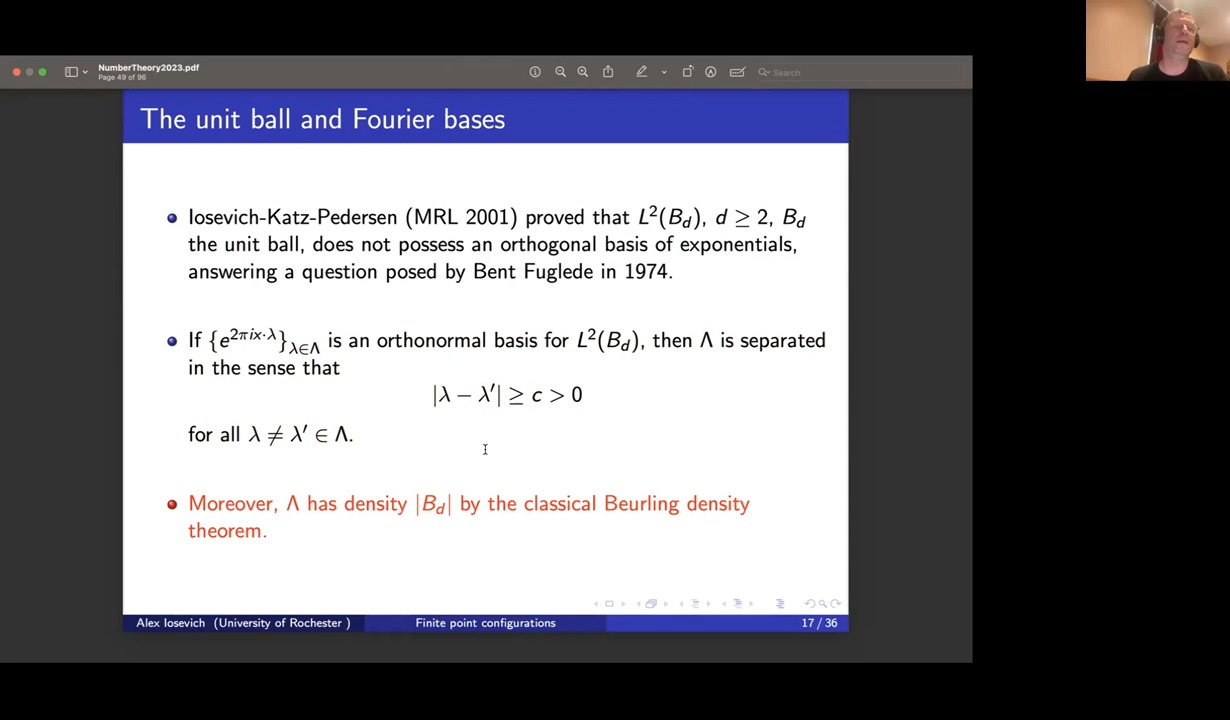 NumberTheory2023.pdf
Page 49 of 96
Search
The unit ball and Fourier bases
Iosevich-Katz-Pedersen (MRL 2001) proved that L²(B_d), d ≥ 2, B_d
the unit ball, does not possess an orthogonal basis of exponentials,
answering a question posed by Bent Fuglede in 1974.
If {e^{2πix·λ}}_{λ∈Λ} is an orthonormal basis for L²(B_d), then Λ is separated
in the sense that
|λ − λ′| ≥ c > 0
for all λ ≠ λ′ ∈ Λ.
Moreover, Λ has density |B_d| by the classical Beurling density
theorem.
Alex Iosevich (University of Rochester ) Finite point configurations 17 / 36